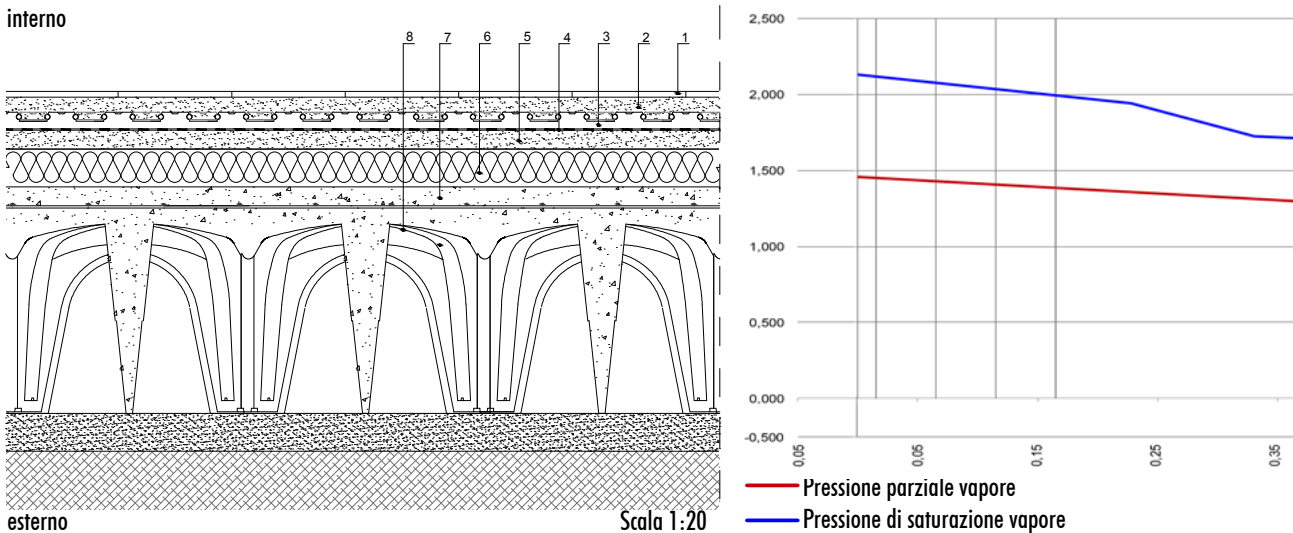 interno
8 7 6 5 4 3 2 1
esterno
Scala 1:20
2,500
2,000
1,500
1,000
0,500
0.000
-0,500
0,05 0,05 0,15 0,25 0,35
Pressione parziale vapore
Pressione di saturazione vapore